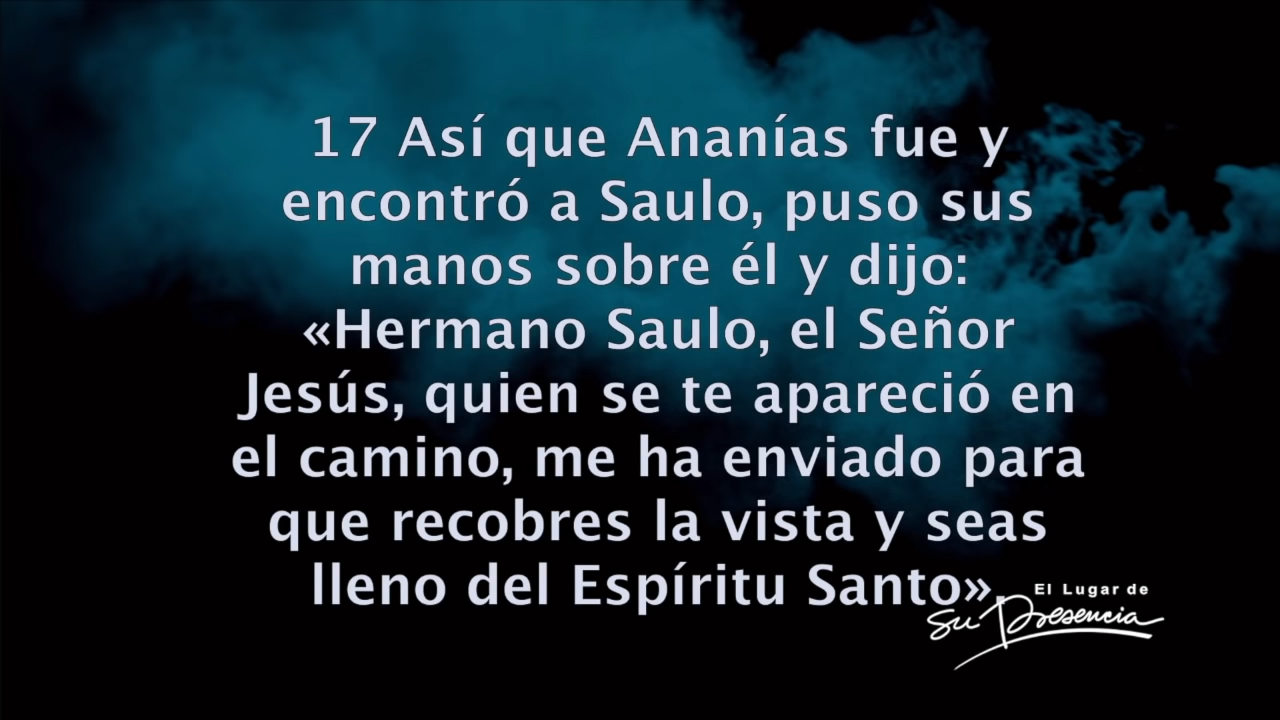 17 Así que Ananías fue y
encontró a Saulo, puso sus
manos sobre él y dijo:
«Hermano Saulo, el Señor
Jesús, quien se te apareció en
el camino, me ha enviado para
que recobres la vista y seas
lleno del Espíritu Santo».
El Lugar de
Su Presencia